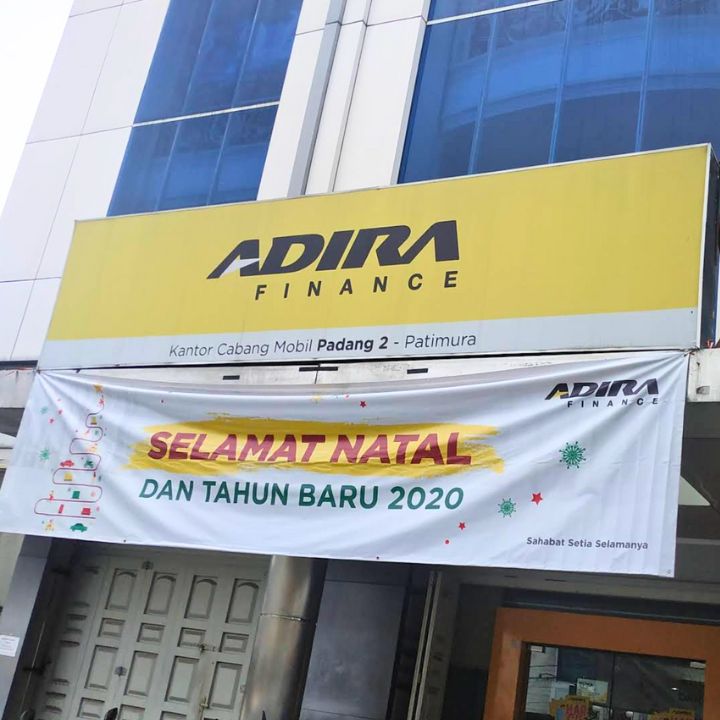 ADIRA
FINANCE
Kantor Cabang Mobil Padang 2 - Patimura
ADIRA
FINANCE
SELAMAT NATAL
DAN TAHUN BARU 2020
Sahabat Setia Selamanya